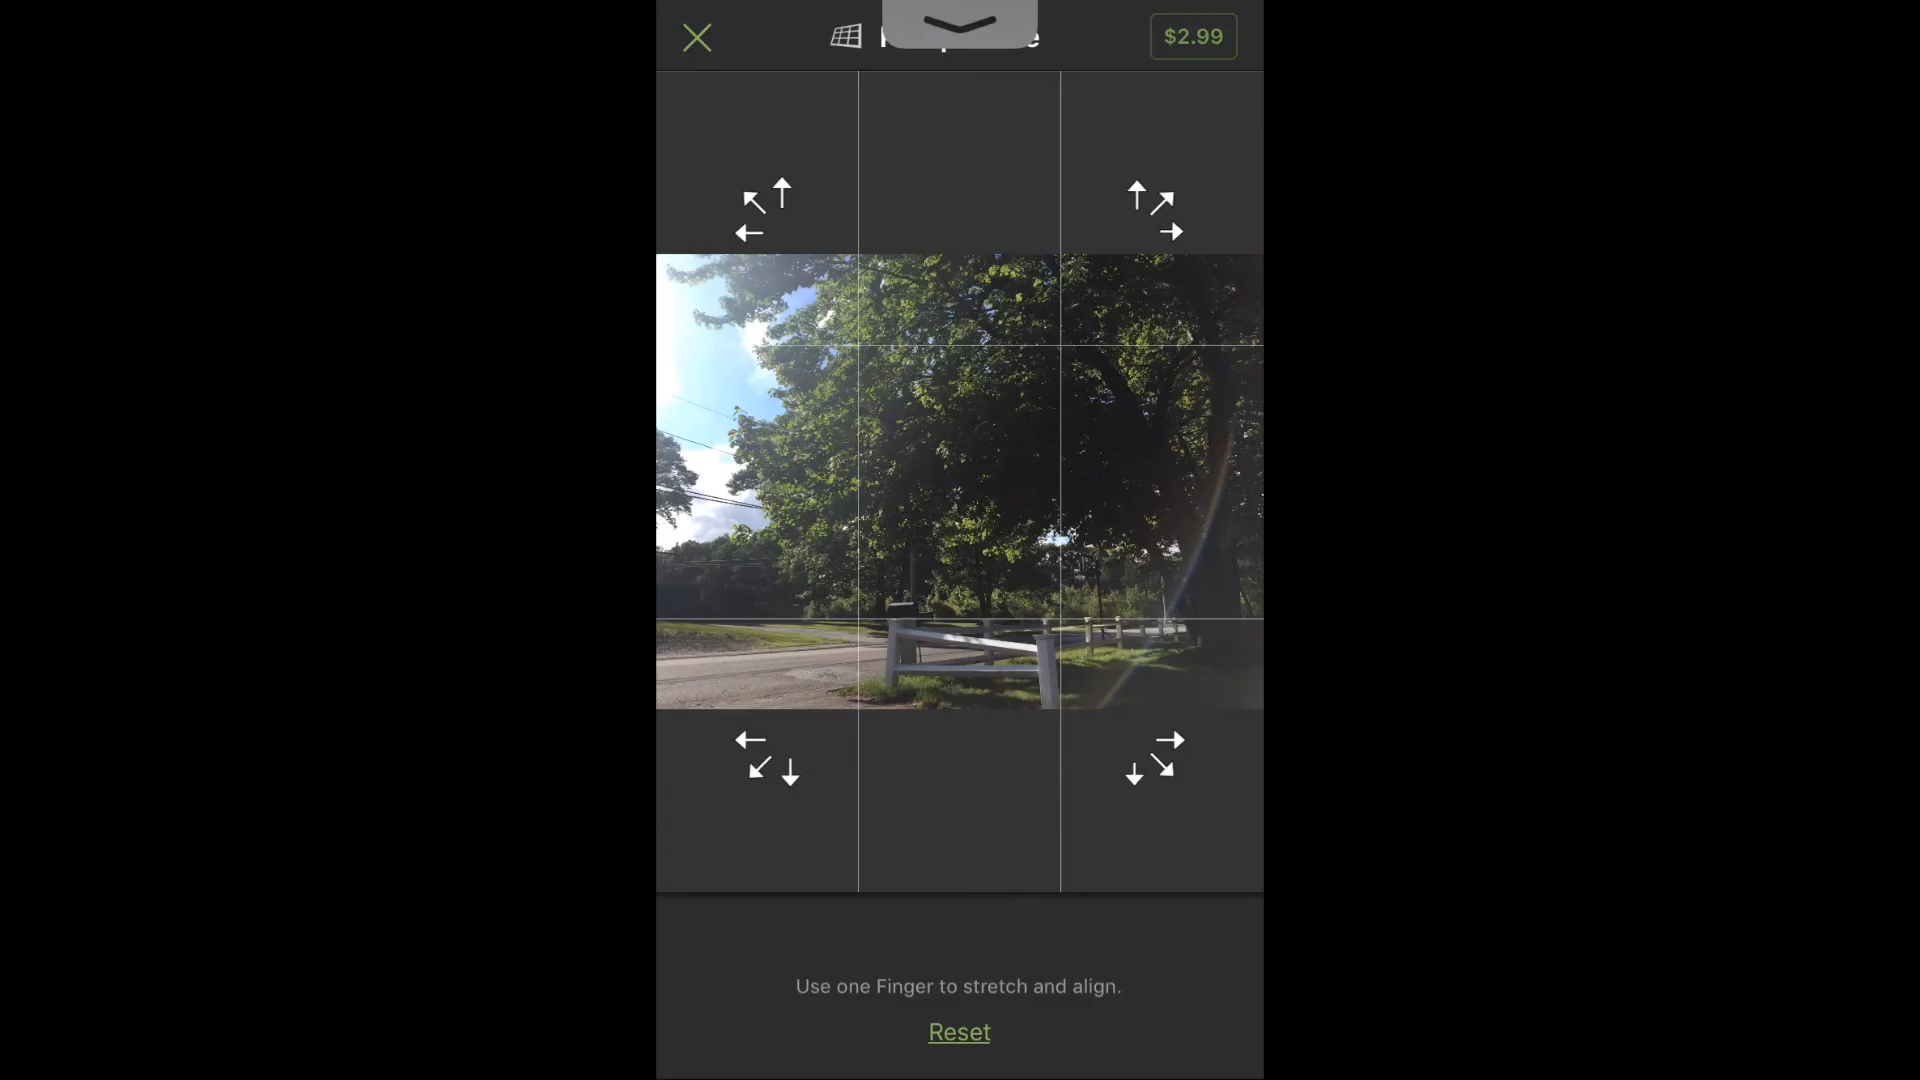 $2.99
Use one Finger to stretch and align.
Reset